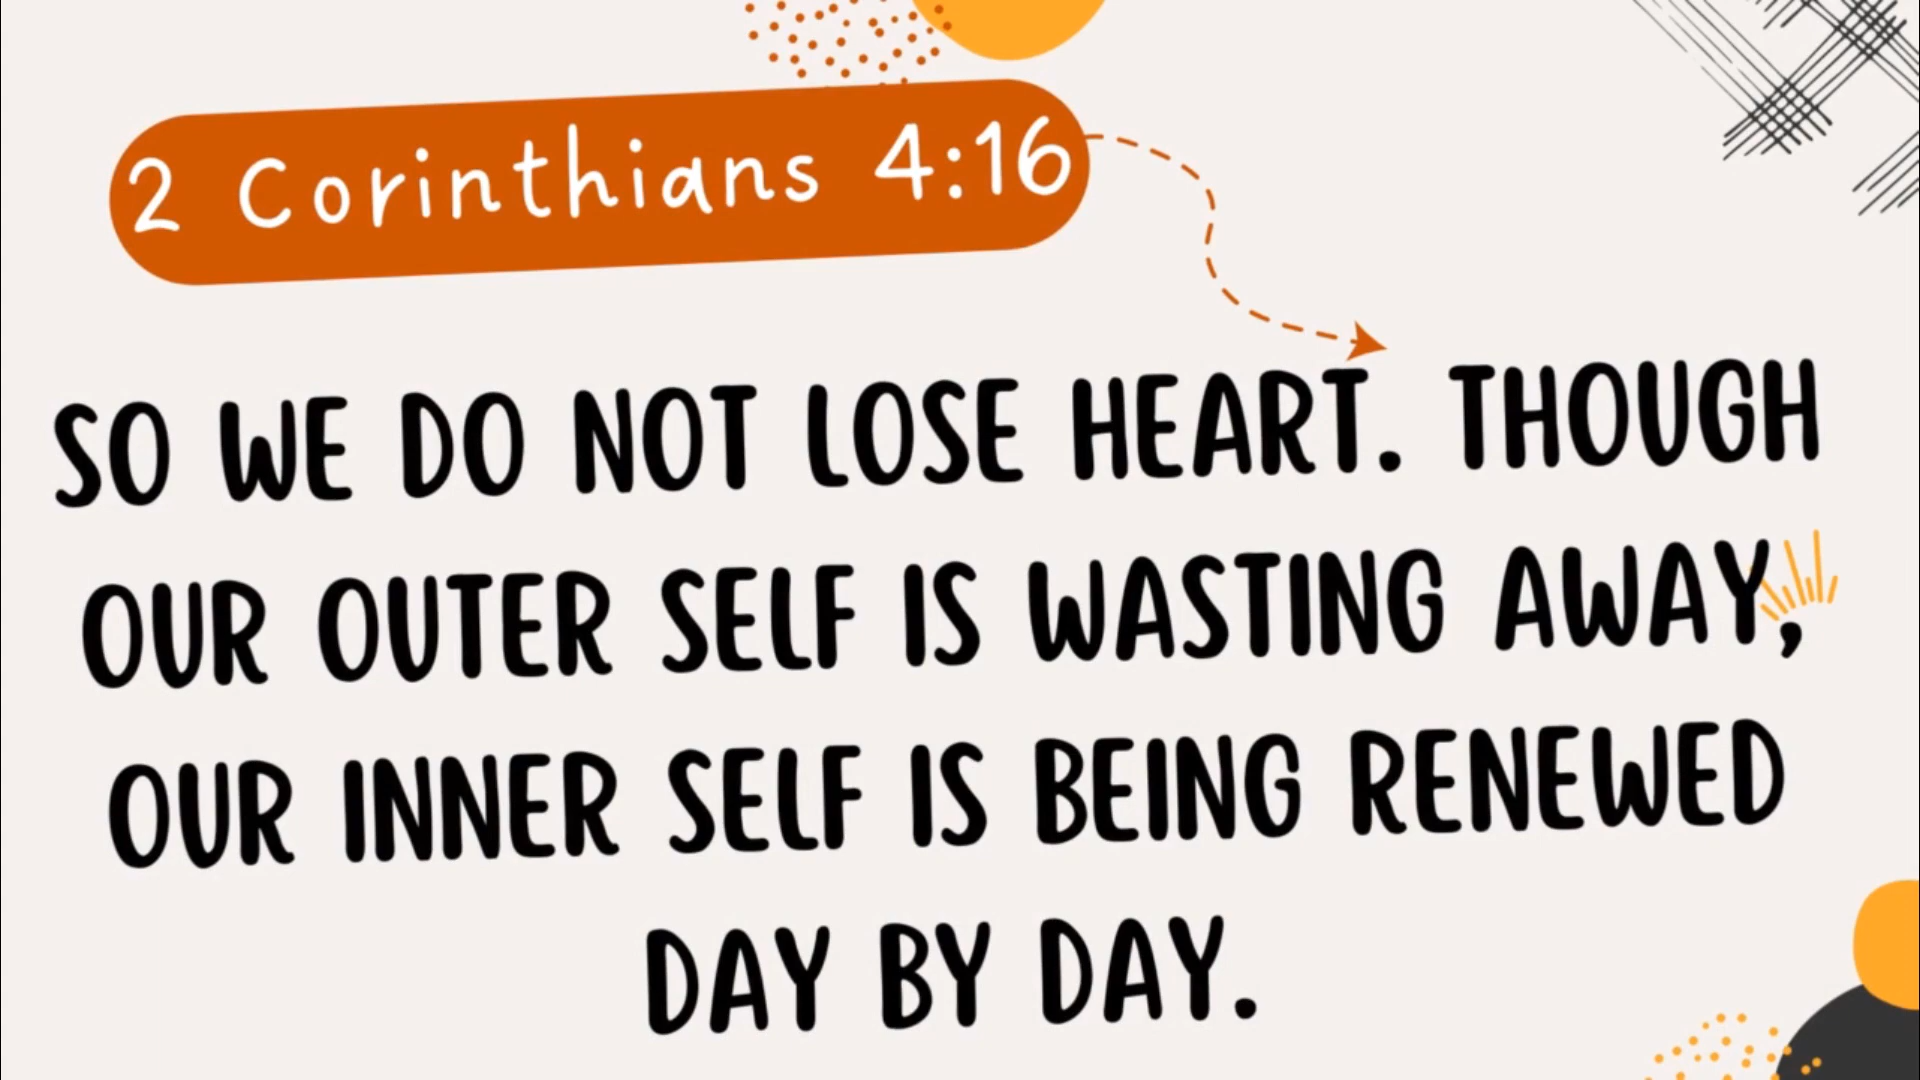 2 Corinthians 4:16
SO WE DO NOT LOSE HEART. THOUGH
OUR OUTER SELF IS WASTING AWAY,
OUR INNER SELF IS BEING RENEWED
DAY BY DAY.